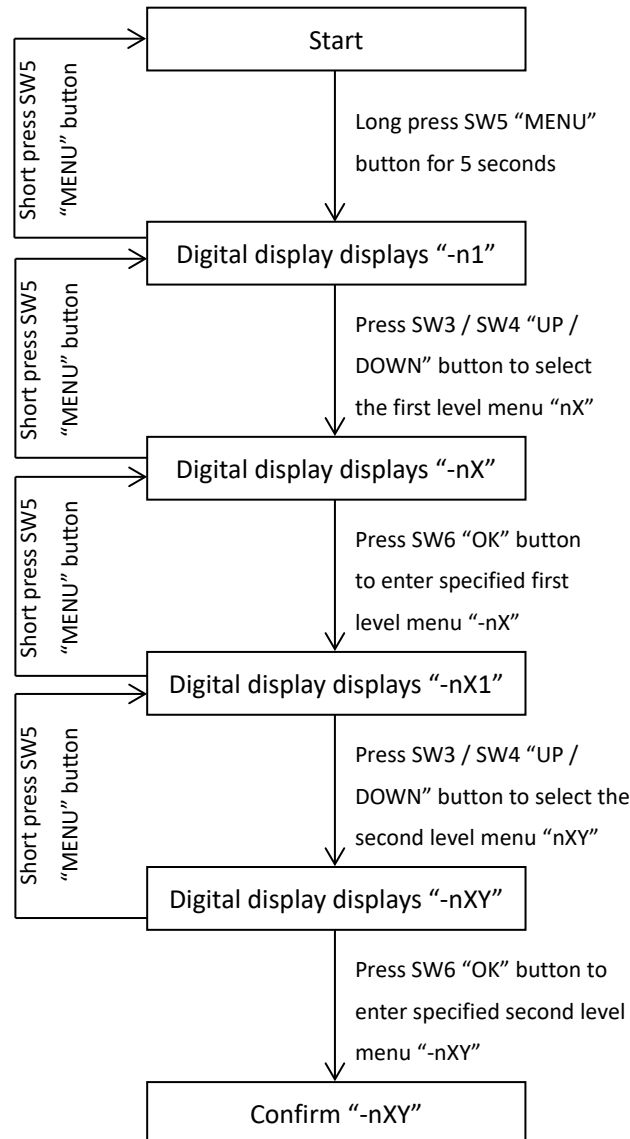 Start
Short press SW5
“MENU” button
Long press SW5 “MENU”
button for 5 seconds
Digital display displays “-n1”
Short press SW5
“MENU” button
Press SW3 / SW4 “UP /
DOWN” button to select
the first level menu “nX”
Digital display displays “-nX”
Short press SW5
“MENU” button
Press SW6 “OK” button
to enter specified first
level menu “-nX”
Digital display displays “-nX1”
Short press SW5
“MENU” button
Press SW3 / SW4 “UP /
DOWN” button to select the
second level menu “nXY”
Digital display displays “-nXY”
Press SW6 “OK” button to
enter specified second level
menu “-nXY”
Confirm “-nXY”